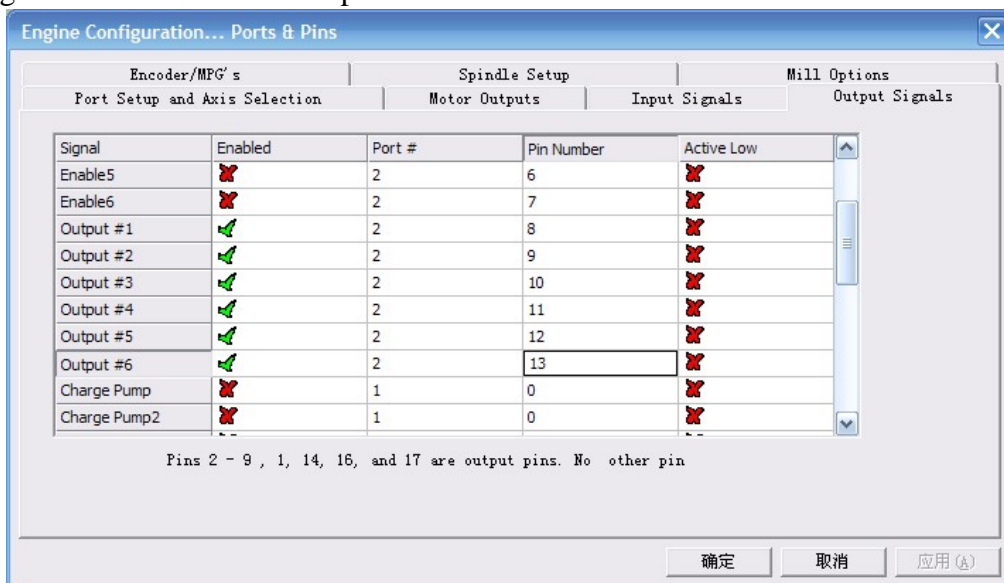 Engine Configuration... Ports & Pins
Encoder/MPG's Spindle Setup Mill Options
Port Setup and Axis Selection Motor Outputs Input Signals Output Signals
Signal Enabled Port # Pin Number Active Low
Enable5 2 6
Enable6 2 7
Output #1 2 8
Output #2 2 9
Output #3 2 10
Output #4 2 11
Output #5 2 12
Output #6 2 13
Charge Pump 1 0
Charge Pump2 1 0
Pins 2 - 9 , 1, 14, 16, and 17 are output pins. No other pin
确定 取消 应用(A)